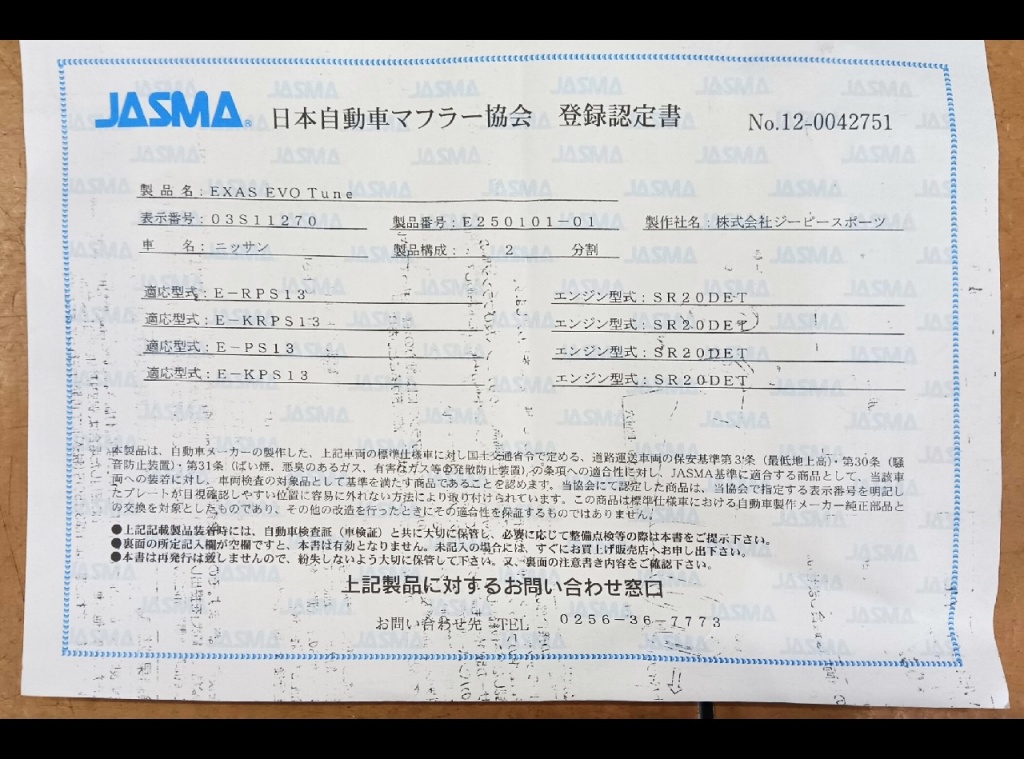 JASMA® 日本自動車マフラー協会 登録認定書 No.12-0042751
製品名：EXAS EVO Tune
表示番号：03S11270 製品番号：E250101-01 製作社名：株式会社ジーピースポーツ
車名：ニッサン 製品構成： 2 分割
適応型式：E-RPS13 エンジン型式：SR20DET
適応型式：E-KRPS13 エンジン型式：SR20DET
適応型式：E-PS13 エンジン型式：SR20DET
適応型式：E-KPS13 エンジン型式：SR20DET
本製品は、自動車メーカーの製作した、上記車両の標準仕様車に対し国土交通省令で定める、道路運送車両の保安基準第3条（最低地上高）・第30条（騒
音防止装置）・第31条（ばい煙、悪臭のあるガス、有害なガス等の発散防止装置）の条項への適合性に対し、JASMA基準に適合する商品として、当該車
両への装着に対し、車両検査の対象品として基準を満たす商品であることを認めます。当協会にて認定した商品は、当協会で指定する表示番号を明記し
たプレートが目視確認しやすい位置に容易に外れない方法により取り付けられています。この商品は標準仕様車における自動車製作メーカー純正部品と
の交換を対象としたものであり、その他の改造を行ったときにその適合性を保証するものではありません。
●上記記載製品装着時には、自動車検査証（車検証）と共に大切に保管し、必要に応じて整備点検等の際は本書をご提示下さい。
●裏面の所定記入欄が空欄ですと、本書は有効となりません。未記入の場合には、すぐにお買上げ販売店へお申し出下さい。
●本書は再発行は致しませんので、紛失しないよう大切に保管して下さい。又、裏面の注意書き内容をご確認下さい。
上記製品に対するお問い合わせ窓口
お問い合わせ先 TEL 0256-36-7773